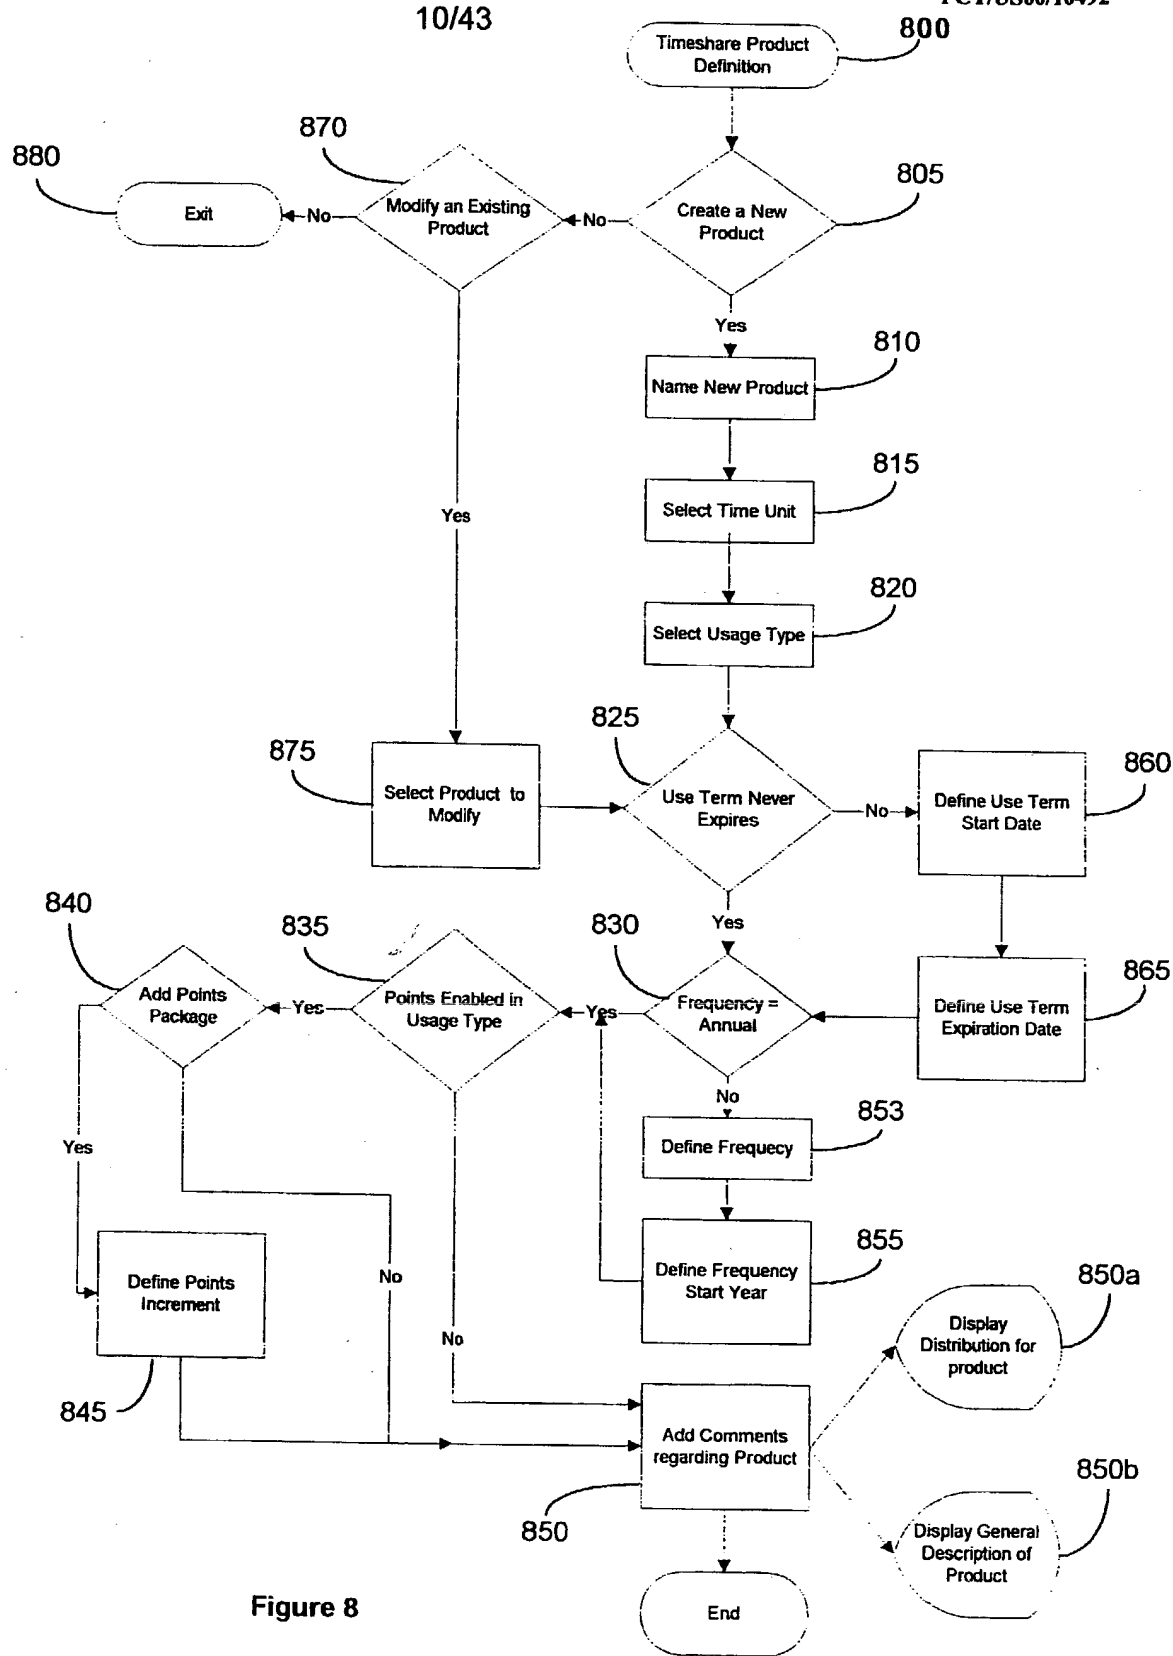 10/43
Timeshare Product
Definition
800
870
880
805
Exit
No
Modify an Existing
Product
No
Create a New
Product
Yes
810
Name New Product
815
Select Time Unit
Yes
820
Select Usage Type
825
875
860
Select Product to
Modify
Use Term Never
Expires
No
Define Use Term
Start Date
Yes
840
835
830
865
Add Points
Package
Yes
Points Enabled in
Usage Type
Yes
Frequency =
Annual
Define Use Term
Expiration Date
No
853
Yes
Define Frequecy
855
Define Points
Increment
No
Define Frequency
Start Year
850a
No
Display
Distribution for
product
845
Add Comments
regarding Product
850b
850
Display General
Description of
Product
Figure 8
End